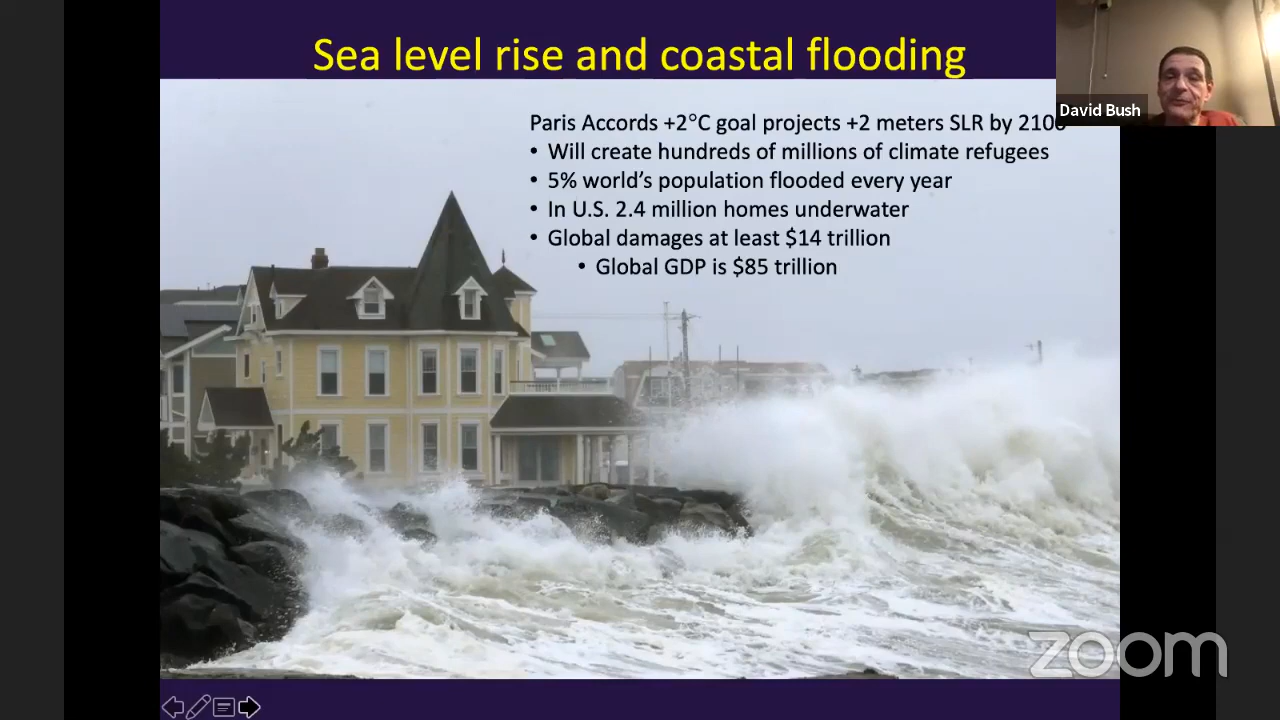 Sea level rise and coastal flooding
Paris Accords +2°C goal projects +2 meters SLR by 2100
• Will create hundreds of millions of climate refugees
• 5% world's population flooded every year
• In U.S. 2.4 million homes underwater
• Global damages at least $14 trillion
• Global GDP is $85 trillion
David Bush
zoom